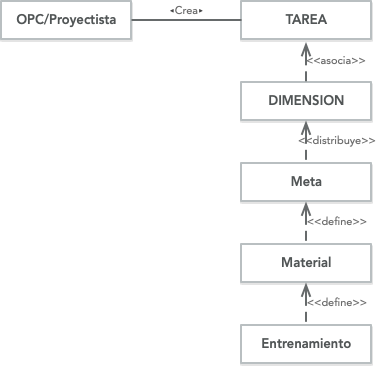 OPC/Proyectista
◂Crea▸
TAREA
<<asocia>>
DIMENSION
<<distribuye>>
Meta
<<define>>
Material
<<define>>
Entrenamiento